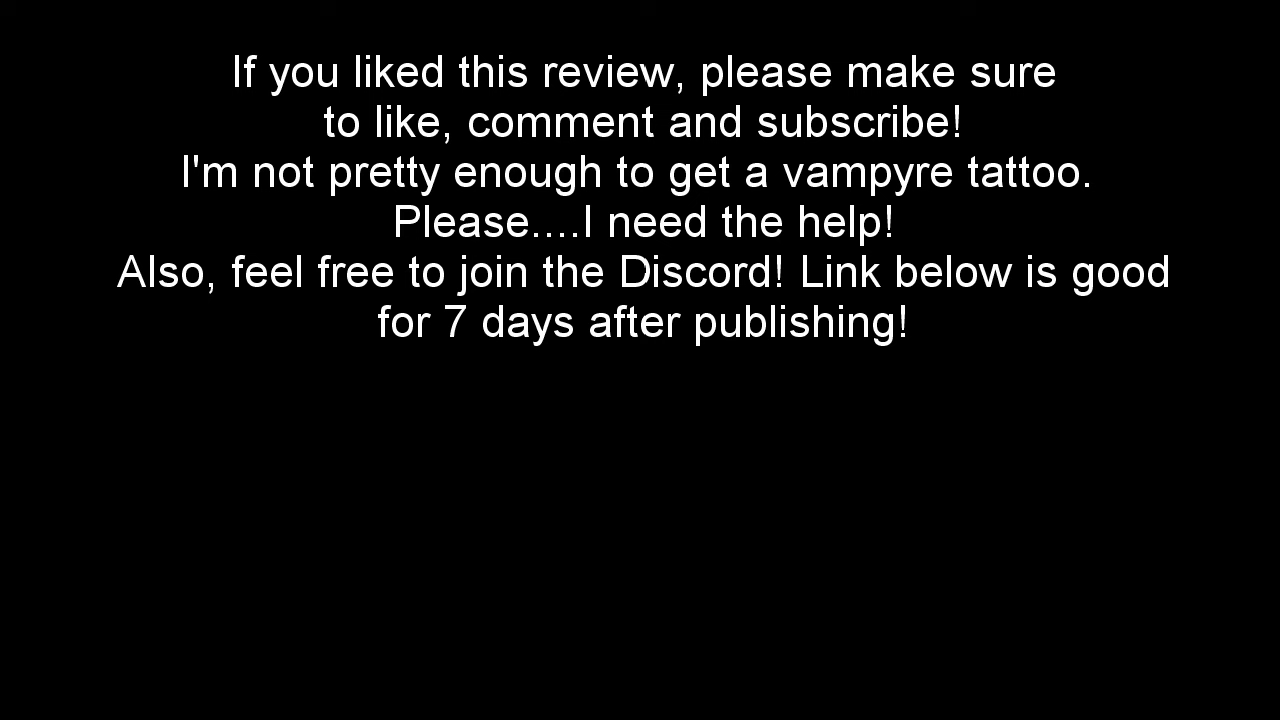 If you liked this review, please make sure
to like, comment and subscribe!
I'm not pretty enough to get a vampyre tattoo.
Please....I need the help!
Also, feel free to join the Discord! Link below is good
for 7 days after publishing!